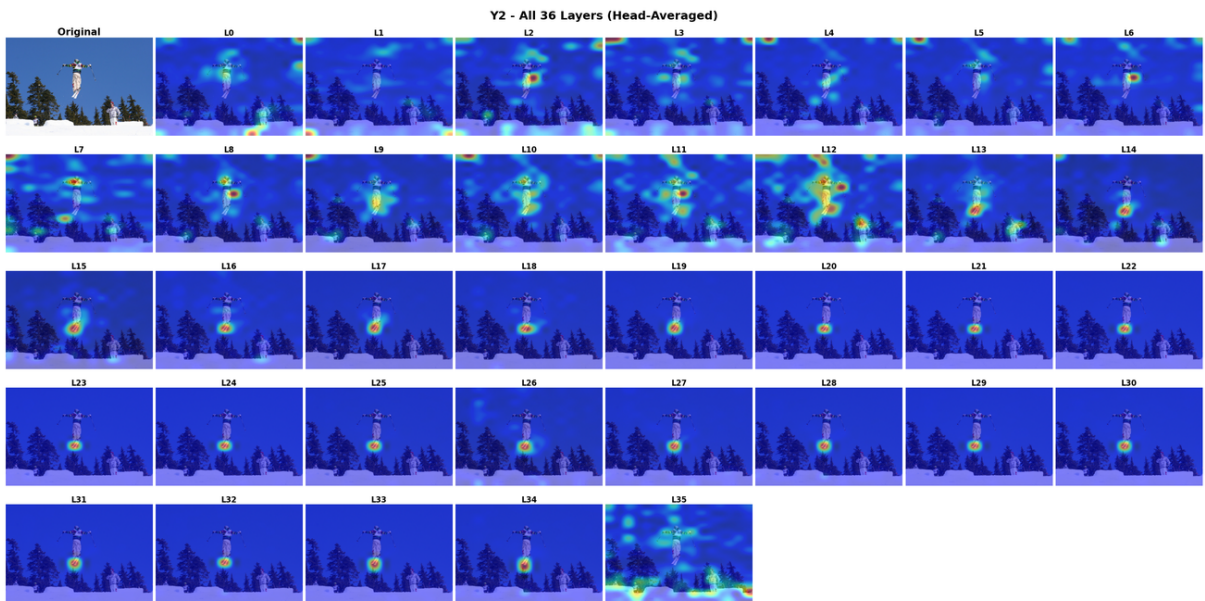 Y2 - All 36 Layers (Head-Averaged)
Original L0 L1 L2 L3 L4 L5 L6
L7 L8 L9 L10 L11 L12 L13 L14
L15 L16 L17 L18 L19 L20 L21 L22
L23 L24 L25 L26 L27 L28 L29 L30
L31 L32 L33 L34 L35